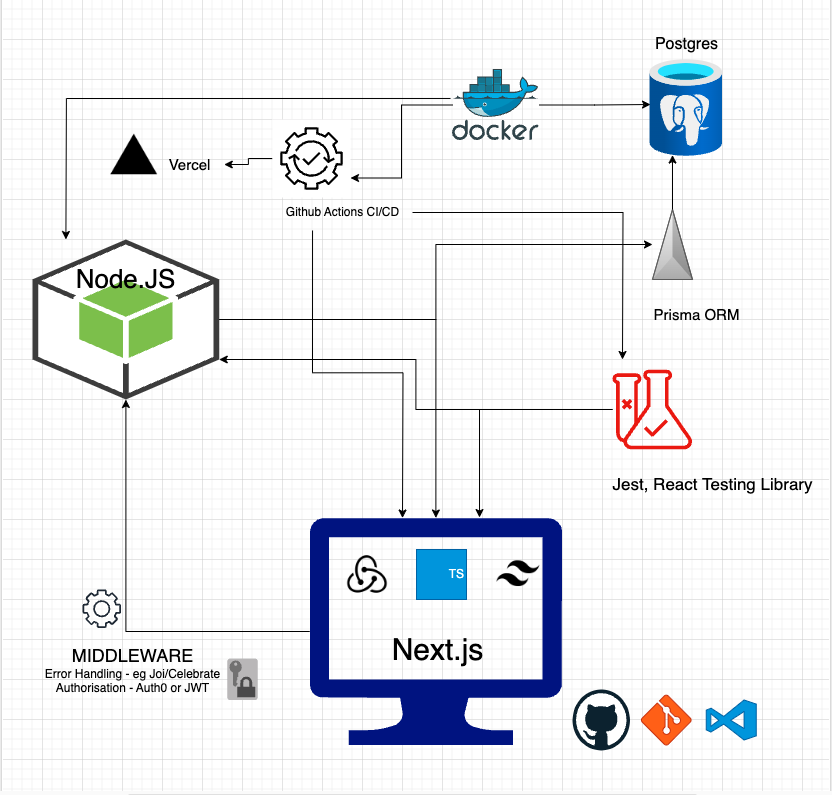 Postgres
docker
Vercel
Github Actions CI/CD
Node.JS
Prisma ORM
Jest, React Testing Library
TS
Next.js
MIDDLEWARE
Error Handling - eg Joi/Celebrate
Authorisation - Auth0 or JWT